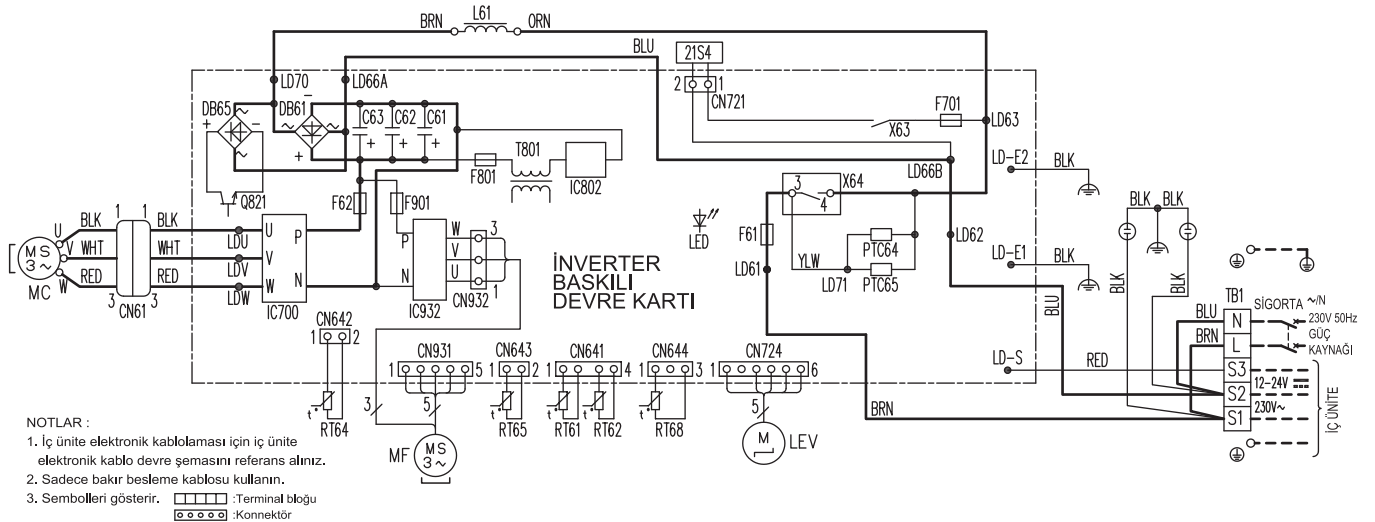 BRN L61 ORN
BLU
21S4
LD70 LD66A
2 1
CN721
DB65 DB61
C63 C62 C61
F701
X63
LD63
T801
F801
IC802
LD66B
LD-E2 BLK
Q821
F62 F901
3 X64
4
BLK BLK
U BLK 1 1 BLK
LDU U P
W 3
LED
F61
PTC64
LD62
MS
3~
V WHT WHT
LDV V
P V
YLW
LD-E1 BLK
W RED RED
LDW W N
N U
LD61
LD71 PTC65
MC
3 CN61 3
IC700
IC932 CN932 1
İNVERTER
BASKILI
DEVRE KARTI
BLU
BLK BLK
TB1
SİGORTA ~/N
230V 50Hz
GÜÇ
KAYNAĞI
BLU N
BRN L
CN642
1 2
CN931
1 5
CN643
1 2
CN641
1 4
CN644
1 3
CN724
1 6
LD-S RED S3
12-24V
S2
230V~
S1
İÇ ÜNİTE
BRN
t° t° t° t° t°
3 5 5
RT64 RT65 RT61 RT62 RT68
MF MS
3~
M LEV
NOTLAR :
1. İç ünite elektronik kablolaması için iç ünite
elektronik kablo devre şemasını referans alınız.
2. Sadece bakır besleme kablosu kullanın.
3. Sembolleri gösterir. :Terminal bloğu
:Konnektör